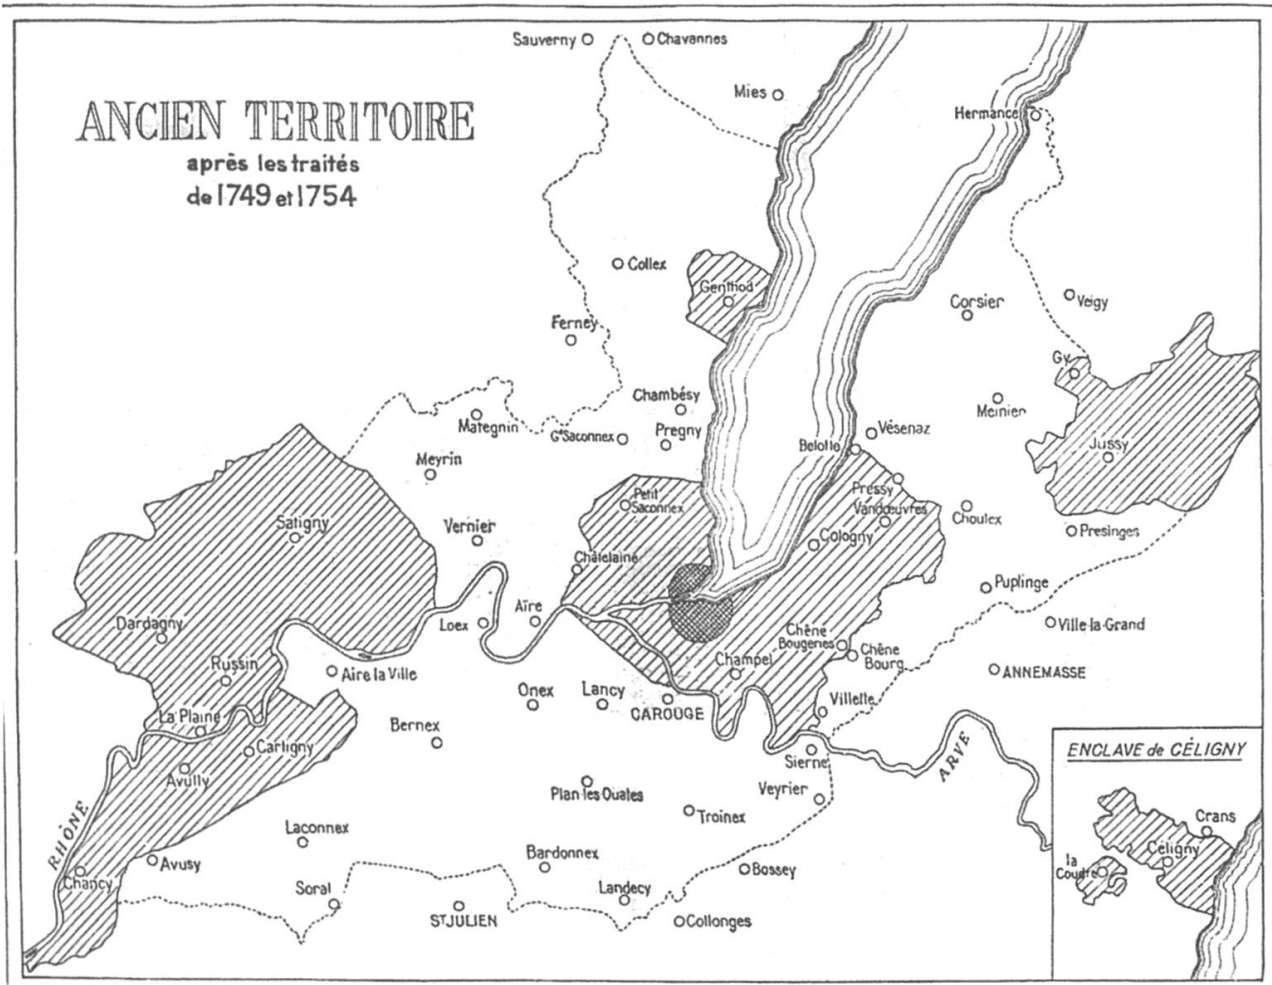 ANCIEN TERRITOIRE
après les traités
de 1749 et 1754
Sauverny
Chavannes
Mies
Hermance
Collex
Genthod
Corsier
Veigy
Ferney
Gy
Chambésy
Mategnin
Gd Saconnex
Pregny
Meinier
Vésenaz
Belotte
Jussy
Meyrin
Pressy
Petit
Saconnex
Vandœuvres
Choulex
Satigny
Vernier
Cologny
Presinges
Châtelaine
Puplinge
Dardagny
Loex
Aïre
Ville-la-Grand
Chêne
Bougeries
Chêne
Bourg
Russin
Aire la Ville
Champel
ANNEMASSE
Onex
Lancy
CAROUGE
Villette
La Plaine
Bernex
Cartigny
Sierne
ARVE
ENCLAVE de CÉLIGNY
Avully
Plan les Ouates
Veyrier
Troinex
Crans
RHÔNE
Laconnex
Céligny
la
Coudre
Avusy
Bardonnex
Bossey
Chancy
Soral
Landecy
ST JULIEN
Collonges